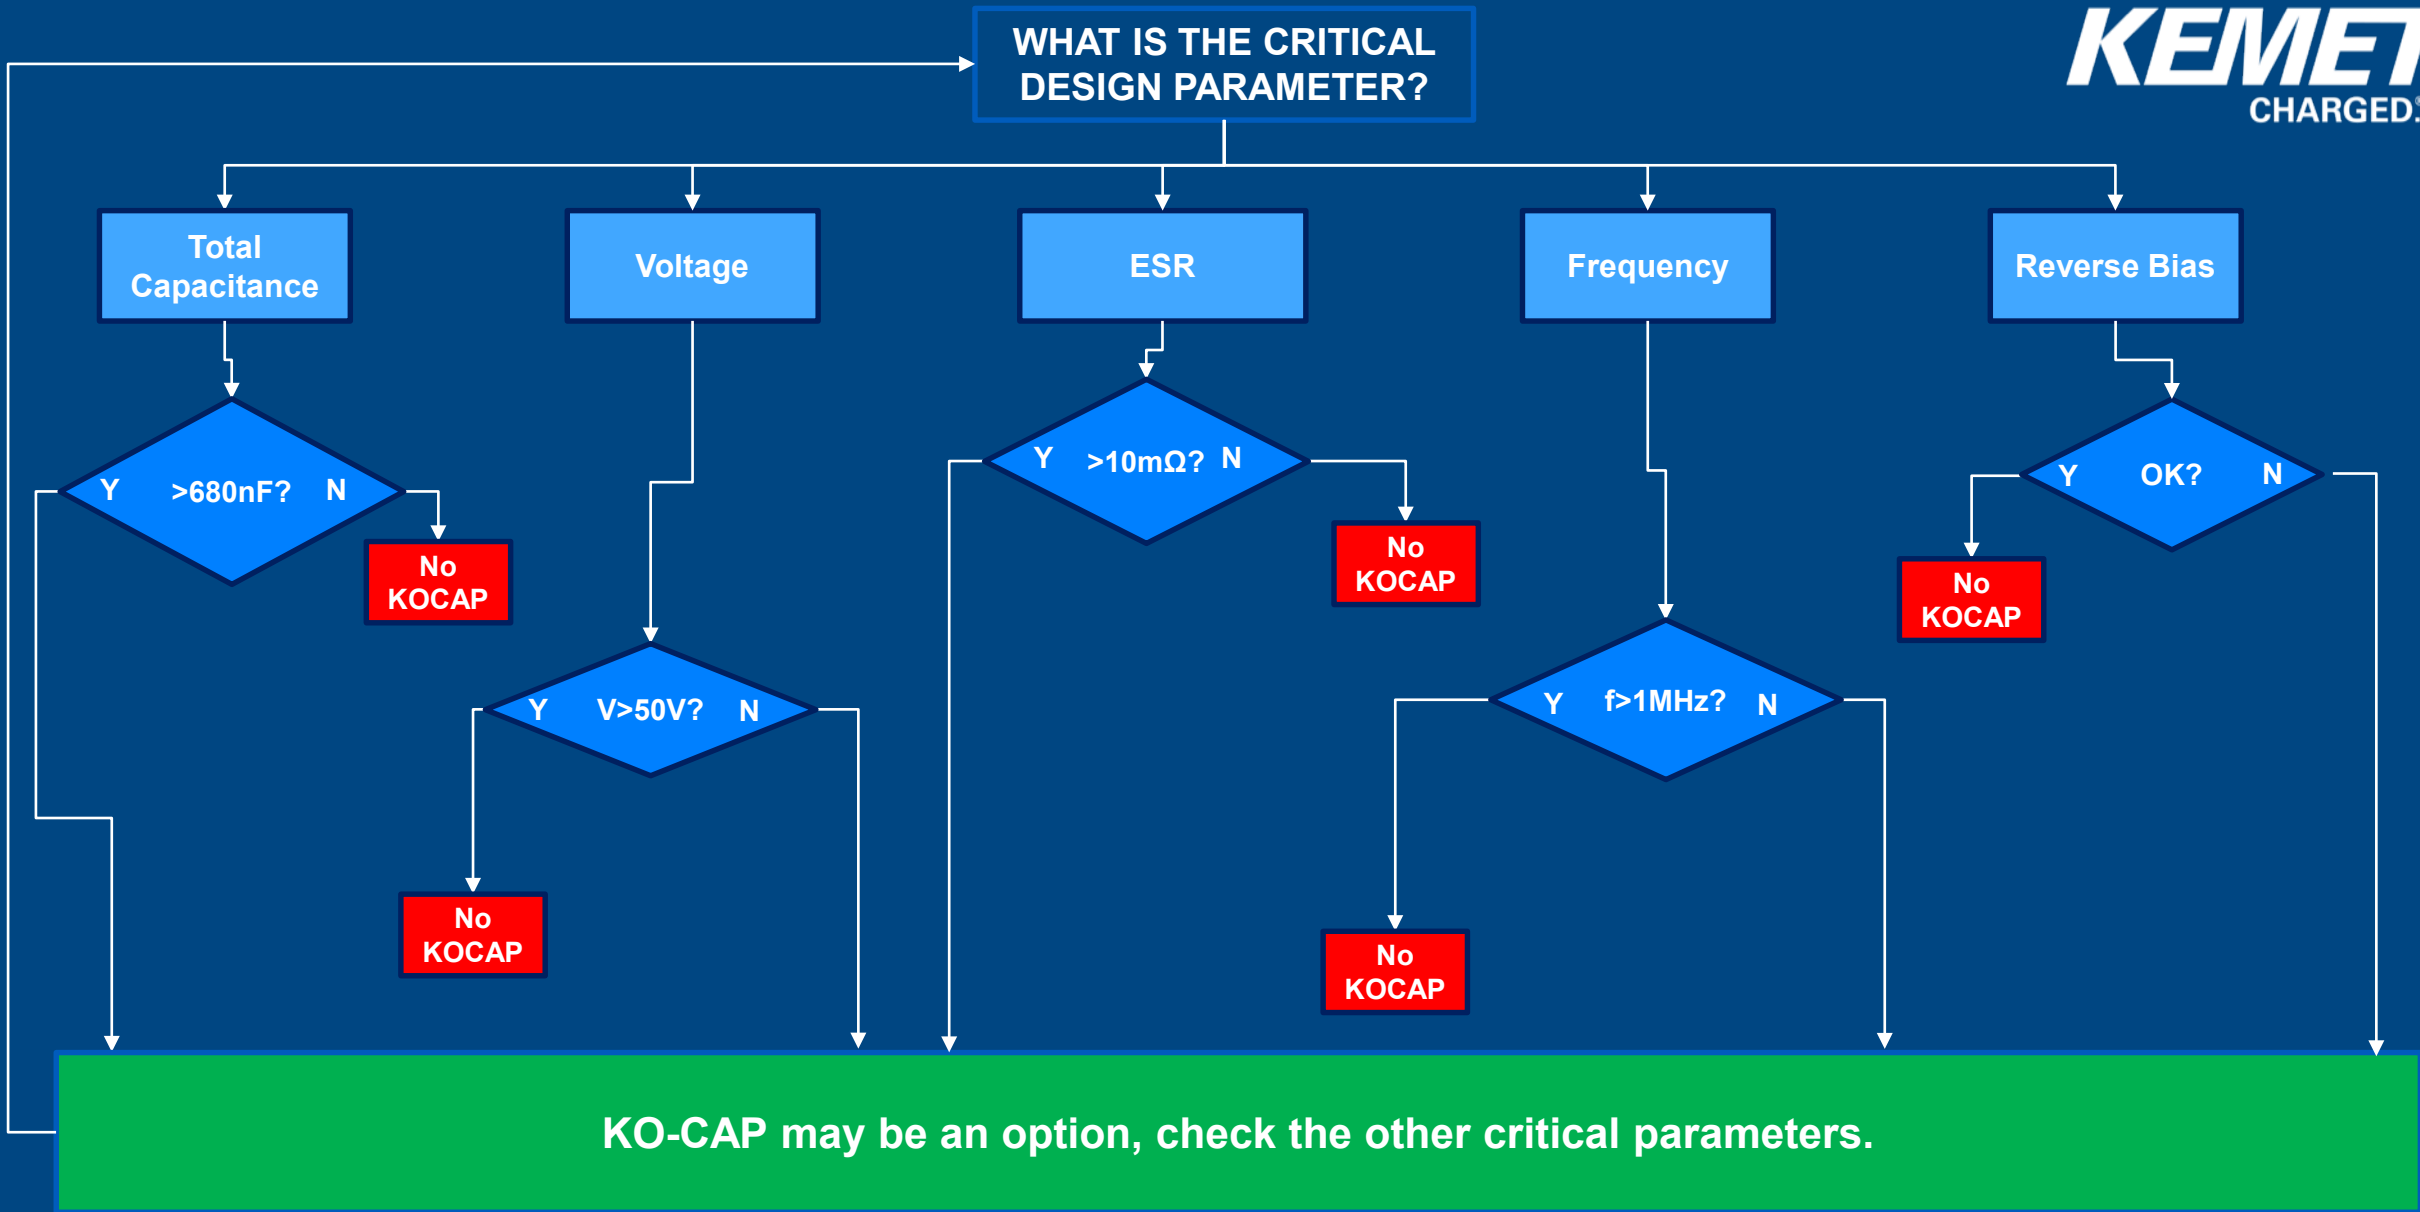 WHAT IS THE CRITICAL
DESIGN PARAMETER?
KEMET
CHARGED.®
Total
Capacitance
Voltage
ESR
Frequency
Reverse Bias
Y >680nF? N
No
KOCAP
Y V>50V? N
No
KOCAP
Y >10mΩ? N
No
KOCAP
Y f>1MHz? N
No
KOCAP
Y OK? N
No
KOCAP
KO-CAP may be an option, check the other critical parameters.